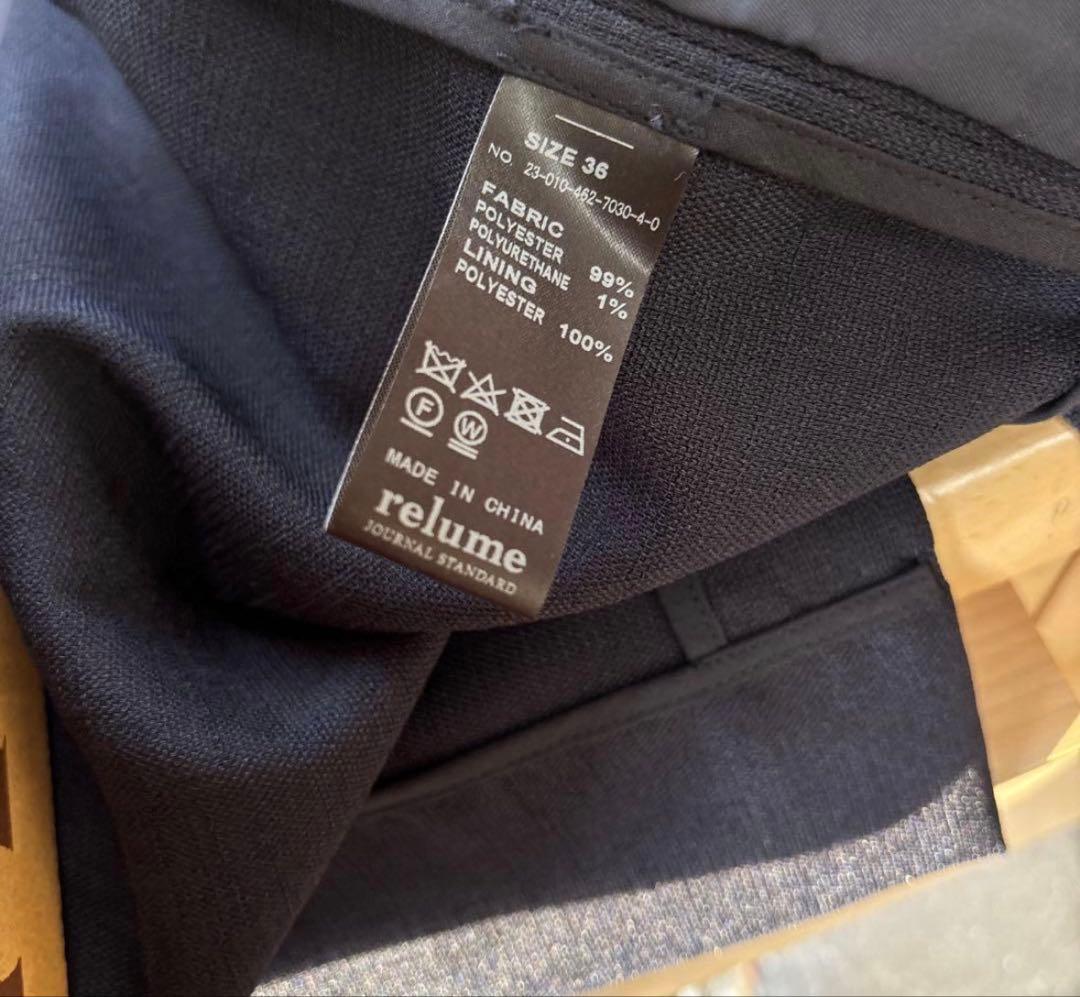 SIZE 36
NO. 23-010-462-7030-4-0
FABRIC
POLYESTER 99%
POLYURETHANE 1%
LINING
POLYESTER 100%
F W
MADE IN CHINA
relume
JOURNAL STANDARD